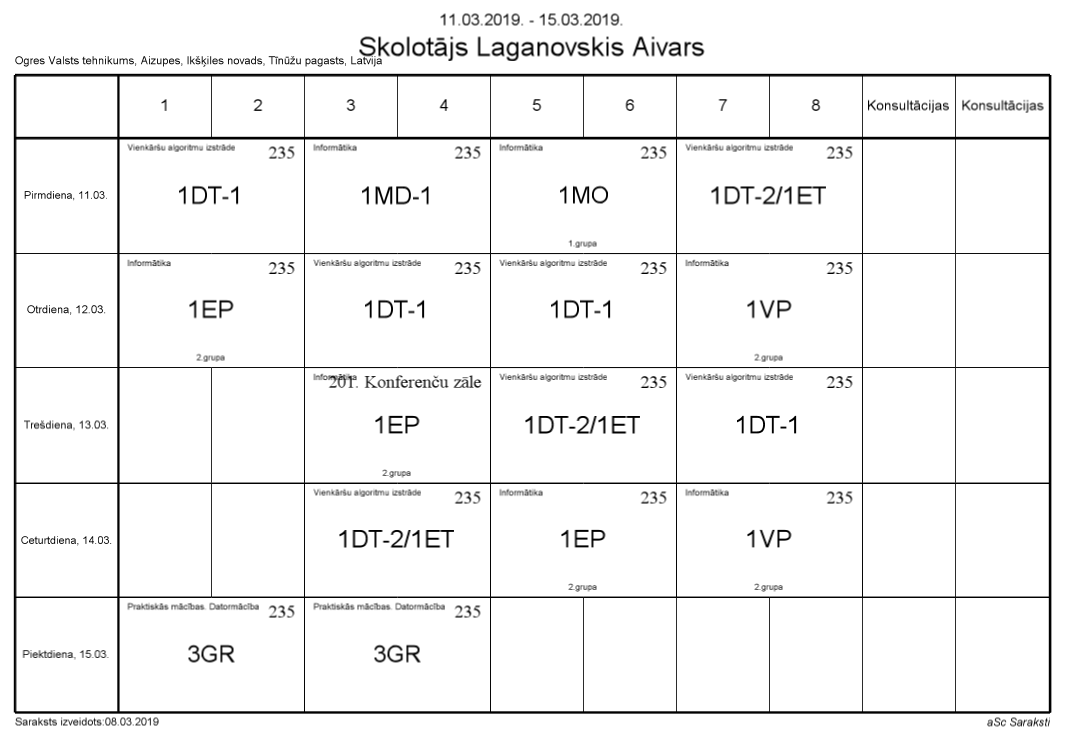 11.03.2019. - 15.03.2019.
Skolotājs Laganovskis Aivars
Ogres Valsts tehnikums, Aizupes, Ikšķiles novads, Tīnūžu pagasts, Latvija
1 2 3 4 5 6 7 8 Konsultācijas Konsultācijas
Vienkāršu algoritmu izstrāde 235 Informātika 235 Informātika 235 Vienkāršu algoritmu izstrāde 235
Pirmdiena, 11.03. 1DT-1 1MD-1 1MO 1DT-2/1ET
1.grupa
Informātika 235 Vienkāršu algoritmu izstrāde 235 Vienkāršu algoritmu izstrāde 235 Informātika 235
Otrdiena, 12.03. 1EP 1DT-1 1DT-1 1VP
2.grupa 2.grupa
Informātika 201. Konferenču zāle Vienkāršu algoritmu izstrāde 235 Vienkāršu algoritmu izstrāde 235
Trešdiena, 13.03. 1EP 1DT-2/1ET 1DT-1
2.grupa
Vienkāršu algoritmu izstrāde 235 Informātika 235 Informātika 235
Ceturtdiena, 14.03. 1DT-2/1ET 1EP 1VP
2.grupa 2.grupa
Praktiskās mācības. Datormācība 235 Praktiskās mācības. Datormācība 235
Piektdiena, 15.03. 3GR 3GR
Saraksts izveidots:08.03.2019 aSc Saraksti